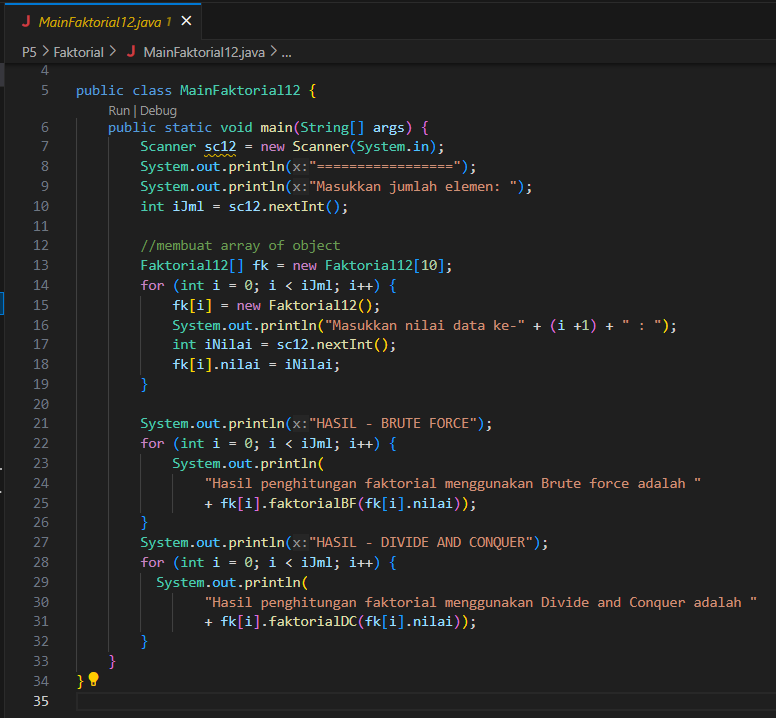 J MainFaktorial12.java 1 ×
P5 > Faktorial > J MainFaktorial12.java > ...
4
5 public class MainFaktorial12 {
Run | Debug
6 public static void main(String[] args) {
7 Scanner sc12 = new Scanner(System.in);
8 System.out.println(x:"=================");
9 System.out.println(x:"Masukkan jumlah elemen: ");
10 int iJml = sc12.nextInt();
11
12 //membuat array of object
13 Faktorial12[] fk = new Faktorial12[10];
14 for (int i = 0; i < iJml; i++) {
15 fk[i] = new Faktorial12();
16 System.out.println("Masukkan nilai data ke-" + (i +1) + " : ");
17 int iNilai = sc12.nextInt();
18 fk[i].nilai = iNilai;
19 }
20
21 System.out.println(x:"HASIL - BRUTE FORCE");
22 for (int i = 0; i < iJml; i++) {
23 System.out.println(
24 "Hasil penghitungan faktorial menggunakan Brute force adalah "
25 + fk[i].faktorialBF(fk[i].nilai));
26 }
27 System.out.println(x:"HASIL - DIVIDE AND CONQUER");
28 for (int i = 0; i < iJml; i++) {
29 System.out.println(
30 "Hasil penghitungan faktorial menggunakan Divide and Conquer adalah "
31 + fk[i].faktorialDC(fk[i].nilai));
32 }
33 }
34 }
35